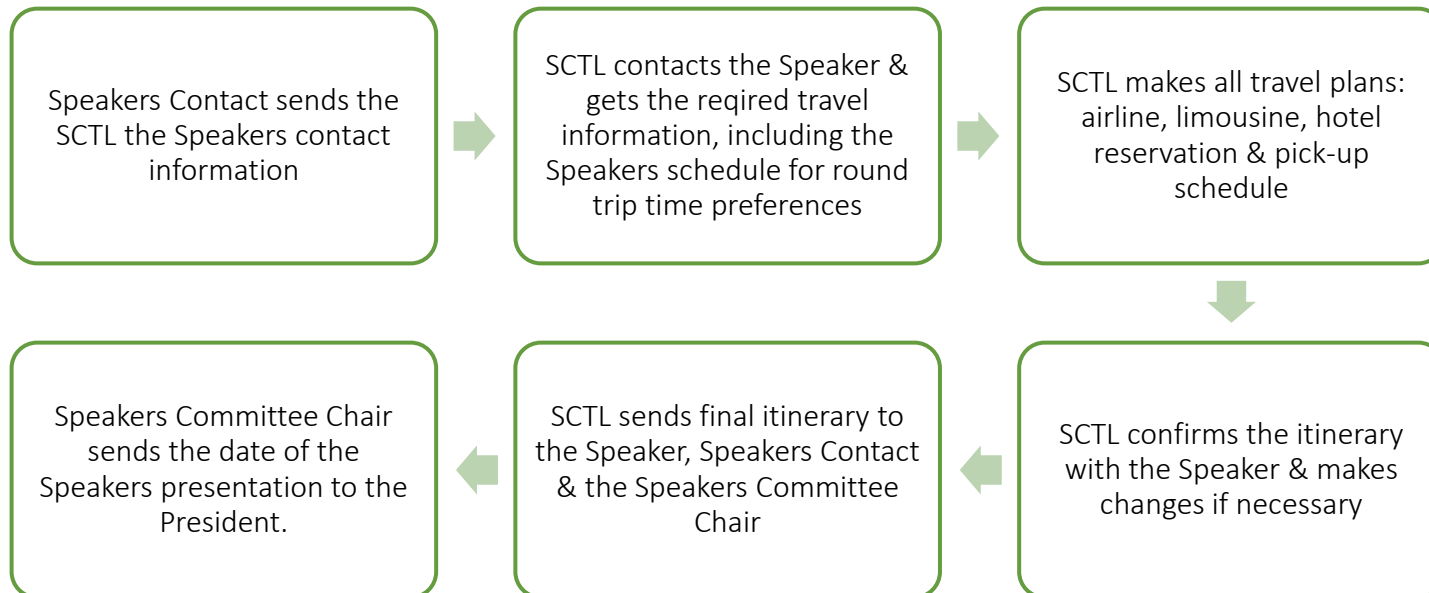 Speakers Contact sends the
SCTL the Speakers contact
information
SCTL contacts the Speaker &
gets the reqired travel
information, including the
Speakers schedule for round
trip time preferences
SCTL makes all travel plans:
airline, limousine, hotel
reservation & pick-up
schedule
SCTL confirms the itinerary
with the Speaker & makes
changes if necessary
SCTL sends final itinerary to
the Speaker, Speakers Contact
& the Speakers Committee
Chair
Speakers Committee Chair
sends the date of the
Speakers presentation to the
President.